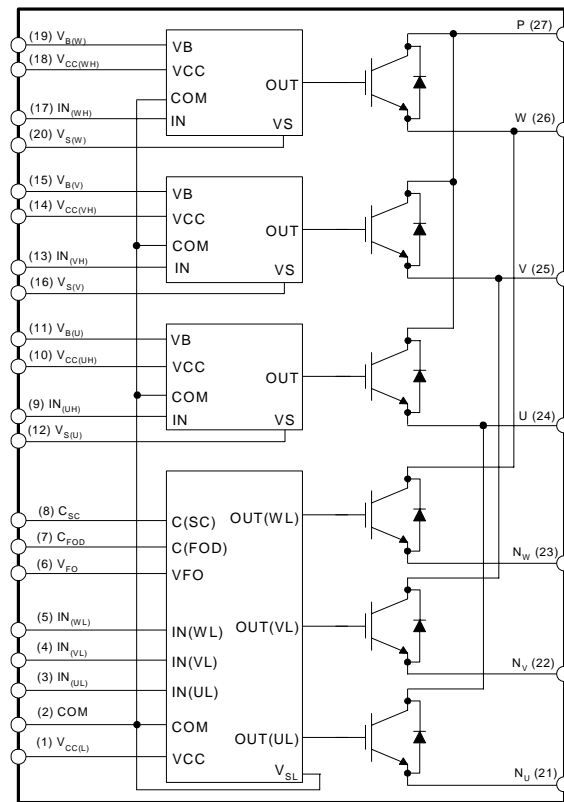 (19) VB(W)
VB
P (27)
(18) VCC(WH)
VCC
COM
OUT
(17) IN(WH)
IN
VS
W (26)
(20) VS(W)
(15) VB(V)
VB
(14) VCC(VH)
VCC
COM
OUT
(13) IN(VH)
IN
VS
V (25)
(16) VS(V)
(11) VB(U)
VB
(10) VCC(UH)
VCC
OUT
COM
(9) IN(UH)
IN
VS
U (24)
(12) VS(U)
(8) CSC
C(SC)
OUT(WL)
(7) CFOD
C(FOD)
NW (23)
(6) VFO
VFO
(5) IN(WL)
IN(WL)
OUT(VL)
(4) IN(VL)
IN(VL)
NV (22)
(3) IN(UL)
IN(UL)
(2) COM
COM
OUT(UL)
(1) VCC(L)
VCC
VSL
NU (21)